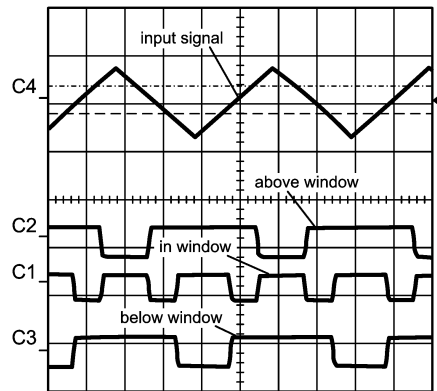 input signal
C4
above window
C2
in window
C1
below window
C3